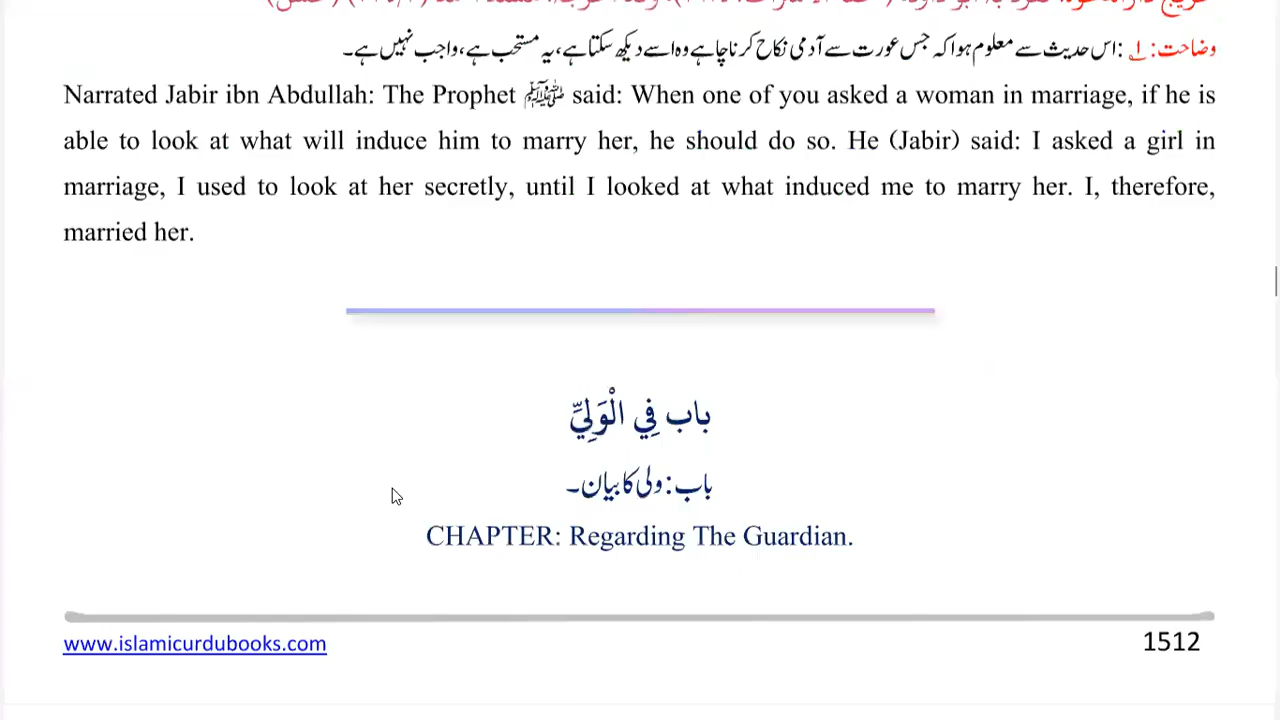 وضاحت: ۱؎ : اس حدیث سے معلوم ہوا کہ جس عورت سے آدمی نکاح کرنا چاہے وہ اسے دیکھ سکتا ہے، یہ مستحب ہے، واجب نہیں ہے۔
Narrated Jabir ibn Abdullah: The Prophet ﷺ said: When one of you asked a woman in marriage, if he is
able to look at what will induce him to marry her, he should do so. He (Jabir) said: I asked a girl in
marriage, I used to look at her secretly, until I looked at what induced me to marry her. I, therefore,
married her.
باب فِي الْوَلِيِّ
باب: ولی کا بیان۔
CHAPTER: Regarding The Guardian.
www.islamicurdubooks.com 1512